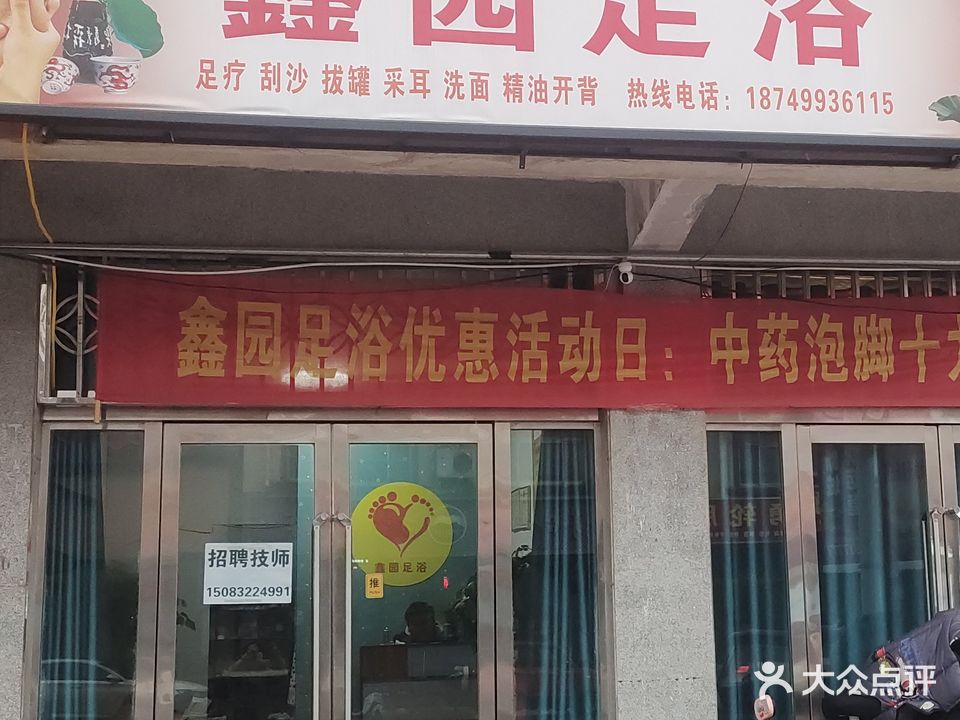 鑫园足浴
足疗 刮沙 拔罐 采耳 洗面 精油开背 热线电话：18749936115
鑫园足浴优惠活动日：中药泡脚十
招聘技师
15083224991
鑫园足浴
推
大众点评